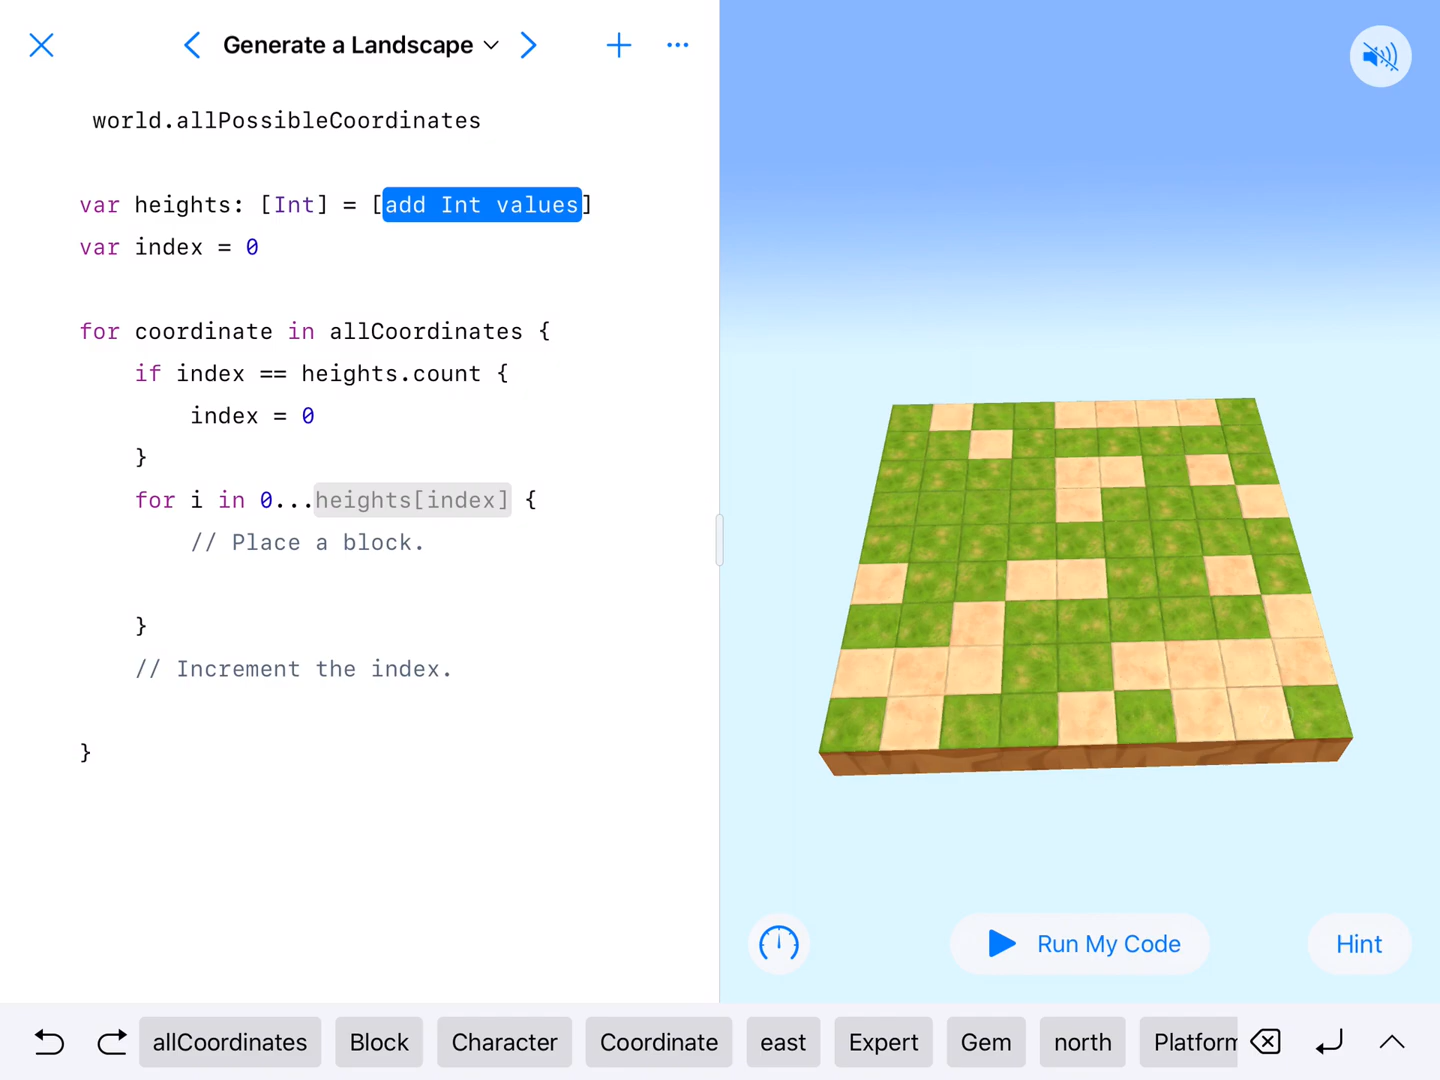 Generate a Landscape
world.allPossibleCoordinates
var heights: [Int] = [add Int values]
var index = 0
for coordinate in allCoordinates {
if index == heights.count {
index = 0
}
for i in 0...heights[index] {
// Place a block.
}
// Increment the index.
}
Run My Code
Hint
allCoordinates Block Character Coordinate east Expert Gem north Platform